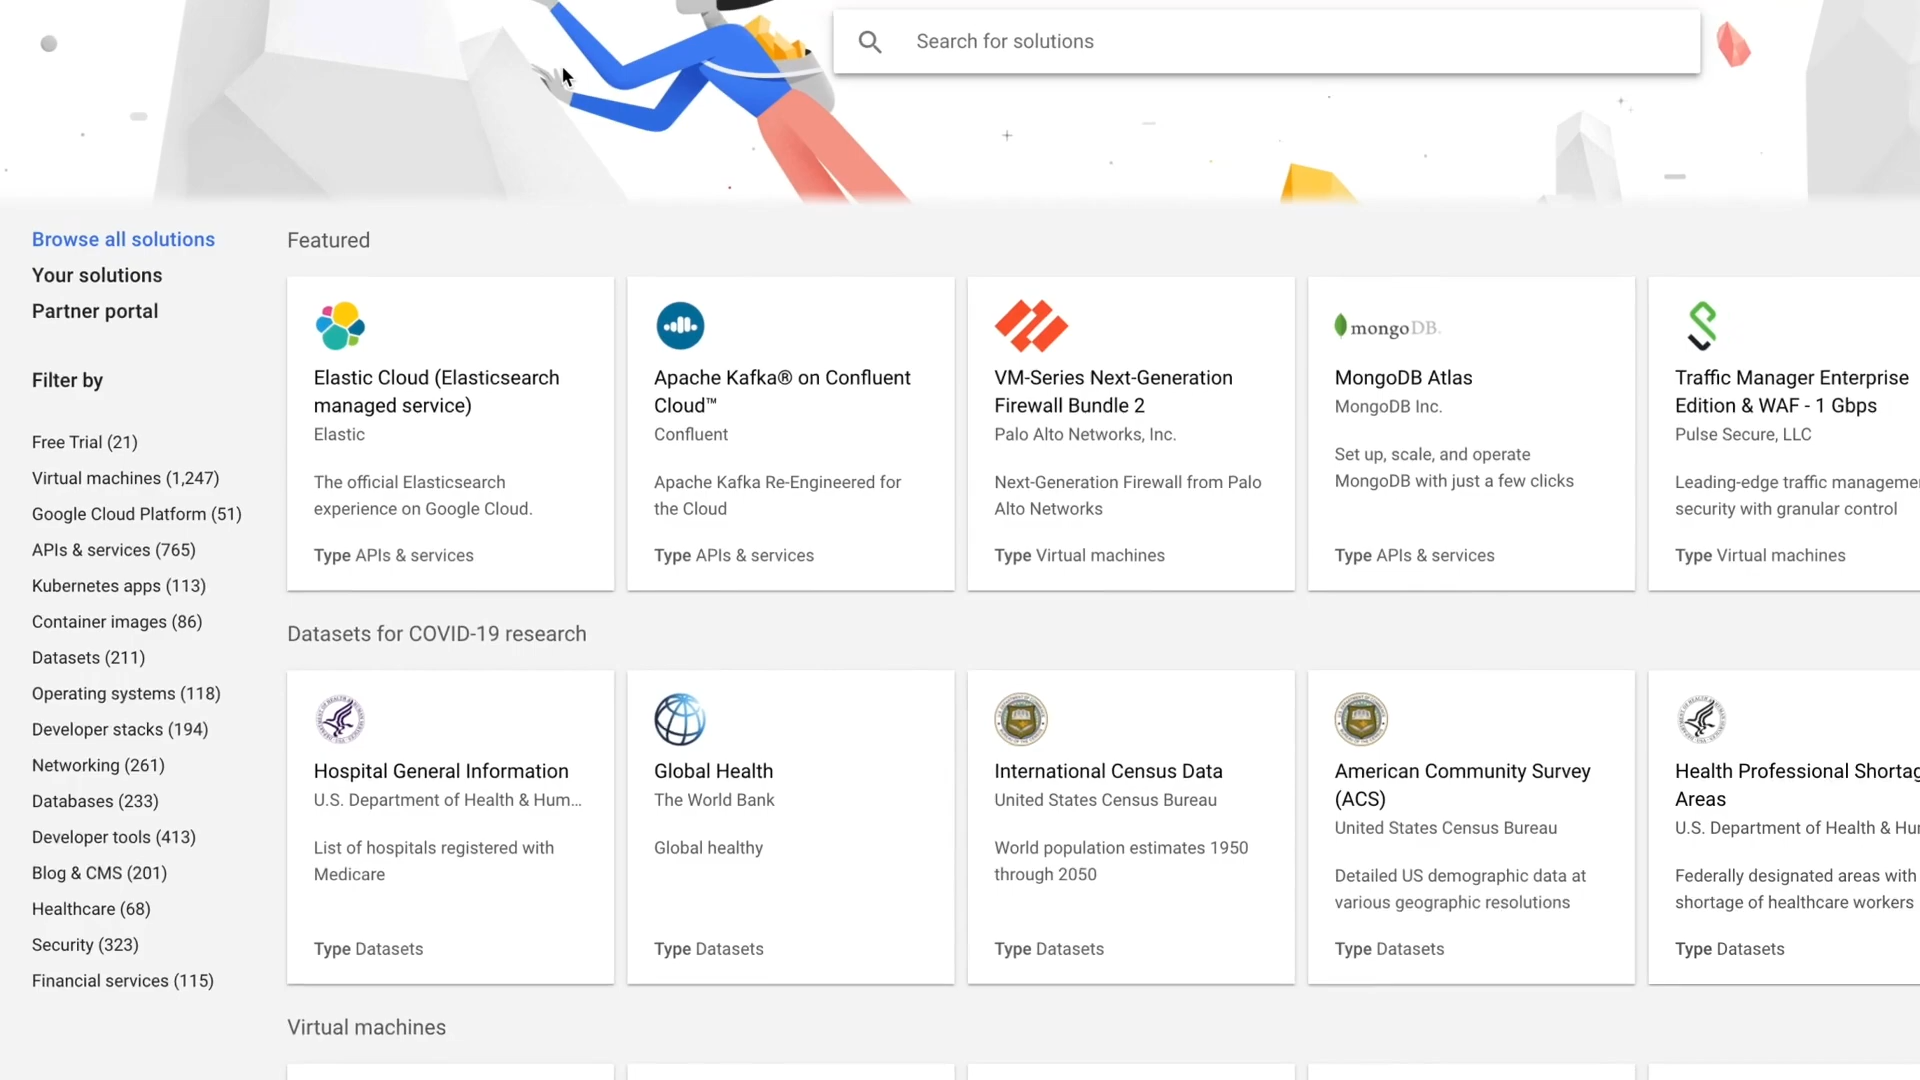 Search for solutions
Browse all solutions
Your solutions
Partner portal
Filter by
Free Trial (21)
Virtual machines (1,247)
Google Cloud Platform (51)
APIs & services (765)
Kubernetes apps (113)
Container images (86)
Datasets (211)
Operating systems (118)
Developer stacks (194)
Networking (261)
Databases (233)
Developer tools (413)
Blog & CMS (201)
Healthcare (68)
Security (323)
Financial services (115)
Featured
Elastic Cloud (Elasticsearch
managed service)
Elastic
The official Elasticsearch
experience on Google Cloud.
Type APIs & services
Apache Kafka® on Confluent
Cloud™
Confluent
Apache Kafka Re-Engineered for
the Cloud
Type APIs & services
VM-Series Next-Generation
Firewall Bundle 2
Palo Alto Networks, Inc.
Next-Generation Firewall from Palo
Alto Networks
Type Virtual machines
mongoDB.
MongoDB Atlas
MongoDB Inc.
Set up, scale, and operate
MongoDB with just a few clicks
Type APIs & services
Traffic Manager Enterprise
Edition & WAF - 1 Gbps
Pulse Secure, LLC
Leading-edge traffic manageme
security with granular control
Type Virtual machines
Datasets for COVID-19 research
Hospital General Information
U.S. Department of Health & Hum...
List of hospitals registered with
Medicare
Type Datasets
Global Health
The World Bank
Global healthy
Type Datasets
International Census Data
United States Census Bureau
World population estimates 1950
through 2050
Type Datasets
American Community Survey
(ACS)
United States Census Bureau
Detailed US demographic data at
various geographic resolutions
Type Datasets
Health Professional Shortag
Areas
U.S. Department of Health & Hu
Federally designated areas with
shortage of healthcare workers
Type Datasets
Virtual machines